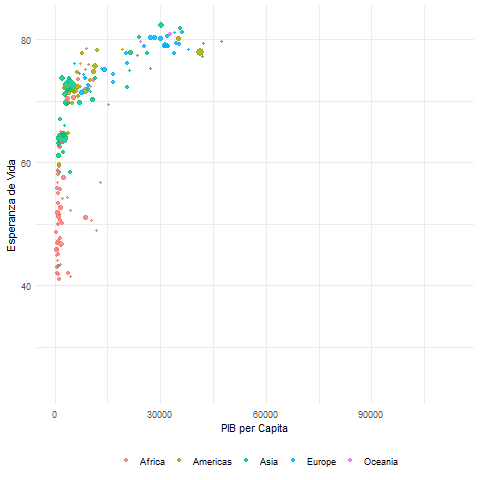 Esperanza de Vida
80
60
40
0
30000
60000
90000
PIB per Capita
Africa
Americas
Asia
Europe
Oceania